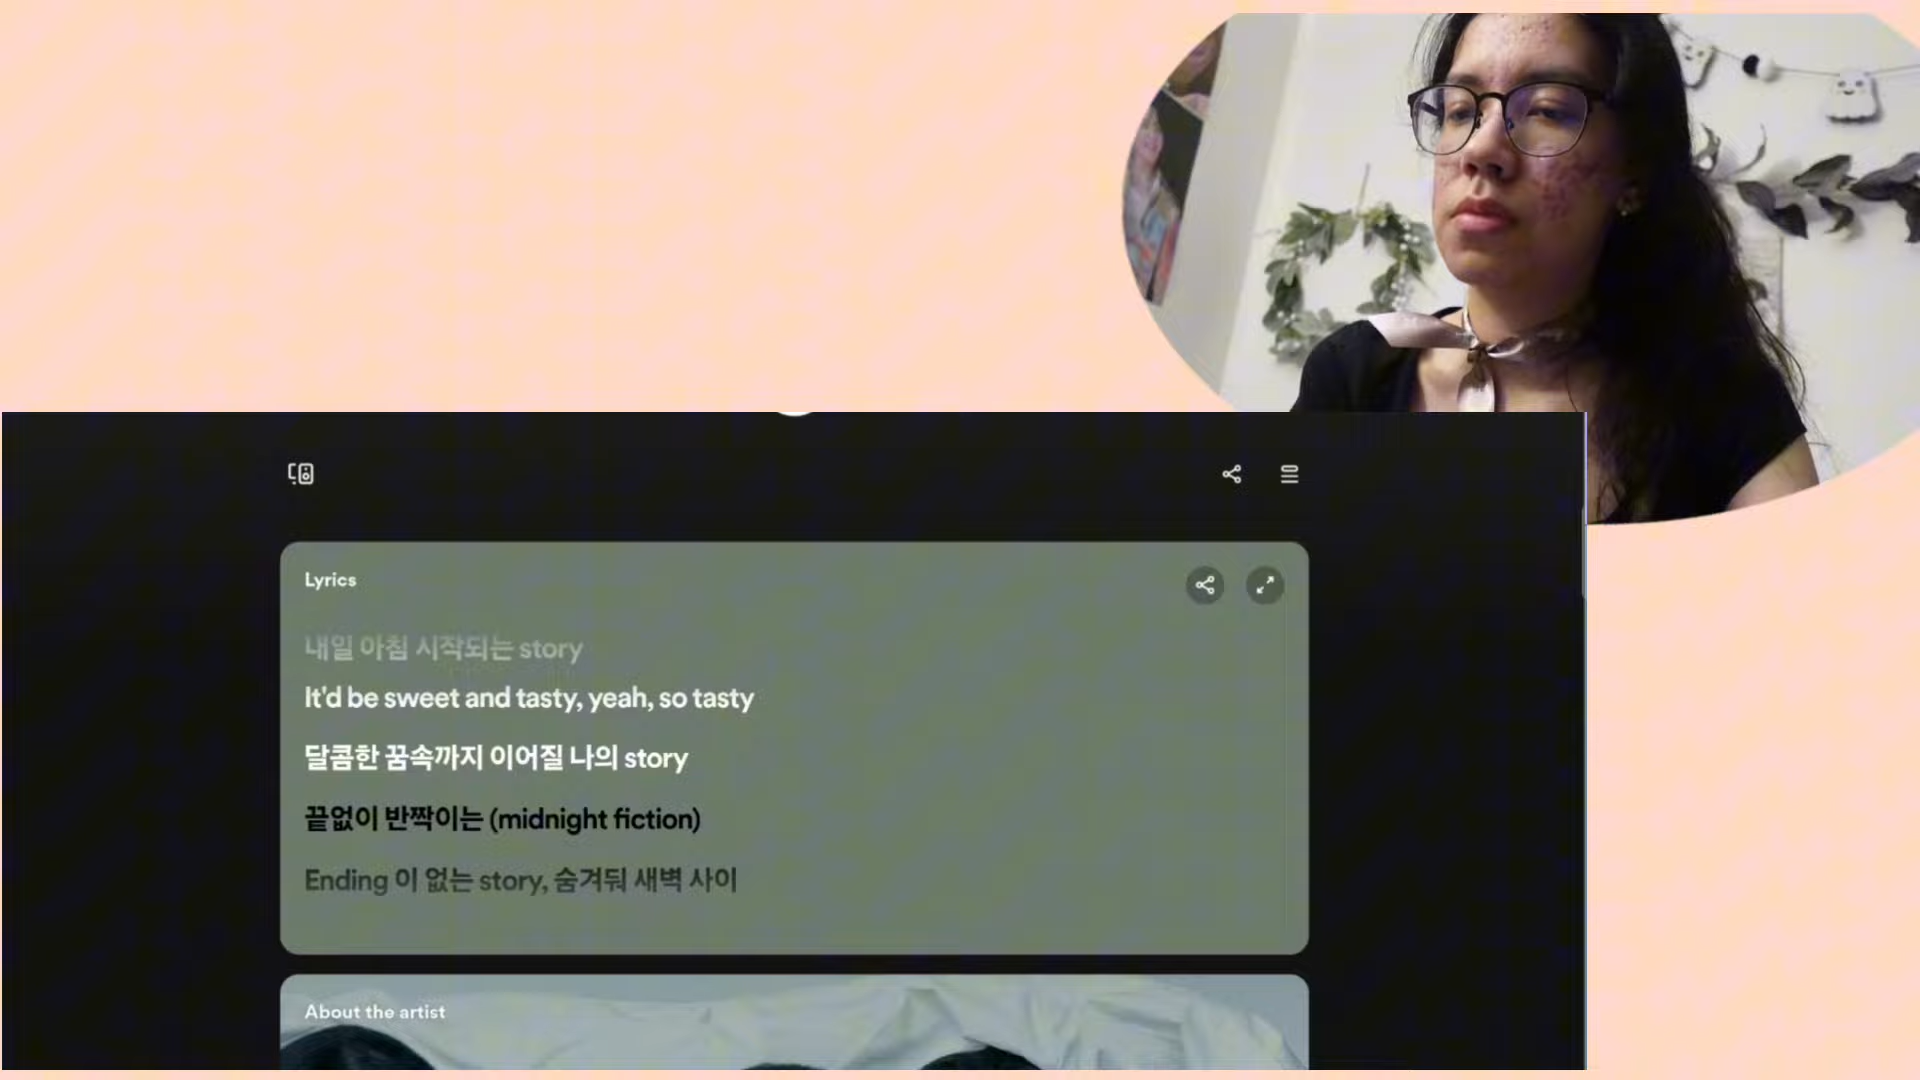 Lyrics
내일 아침 시작되는 story
It'd be sweet and tasty, yeah, so tasty
달콤한 꿈속까지 이어질 나의 story
끝없이 반짝이는 (midnight fiction)
Ending 이 없는 story, 숨겨둬 새벽 사이
About the artist